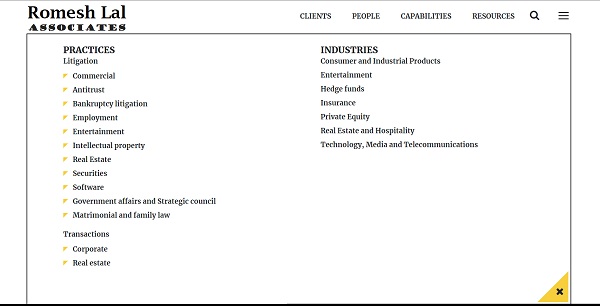 Romesh Lal
ASSOCIATES
CLIENTS PEOPLE CAPABILITIES RESOURCES
PRACTICES
Litigation
Commercial
Antitrust
Bankruptcy litigation
Employment
Entertainment
Intellectual property
Real Estate
Securities
Software
Government affairs and Strategic council
Matrimonial and family law
Transactions
Corporate
Real estate
INDUSTRIES
Consumer and Industrial Products
Entertainment
Hedge funds
Insurance
Private Equity
Real Estate and Hospitality
Technology, Media and Telecommunications